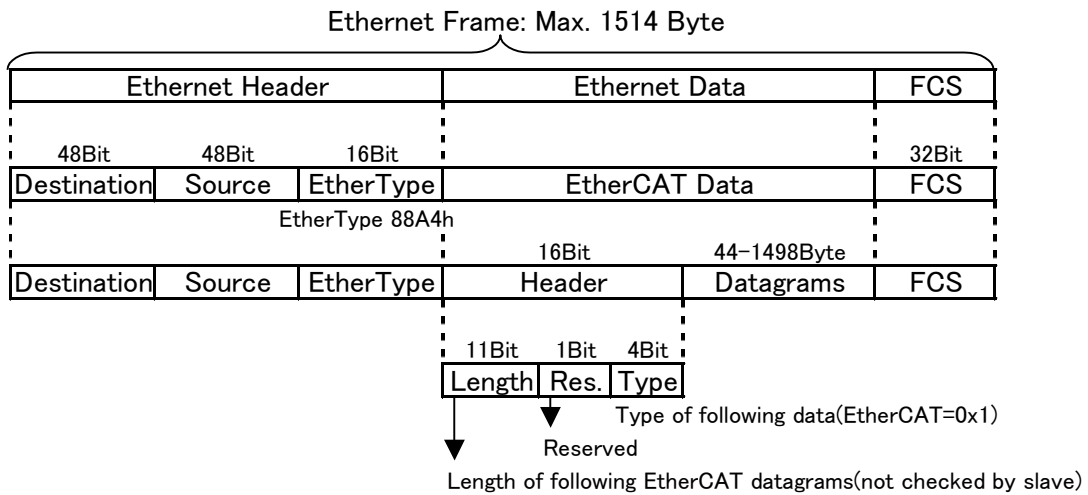 Ethernet Frame: Max. 1514 Byte
Ethernet Header Ethernet Data FCS
48Bit 48Bit 16Bit 32Bit
Destination Source EtherType EtherCAT Data FCS
EtherType 88A4h
16Bit 44-1498Byte
Destination Source EtherType Header Datagrams FCS
11Bit 1Bit 4Bit
Length Res. Type
Type of following data(EtherCAT=0x1)
Reserved
Length of following EtherCAT datagrams(not checked by slave)